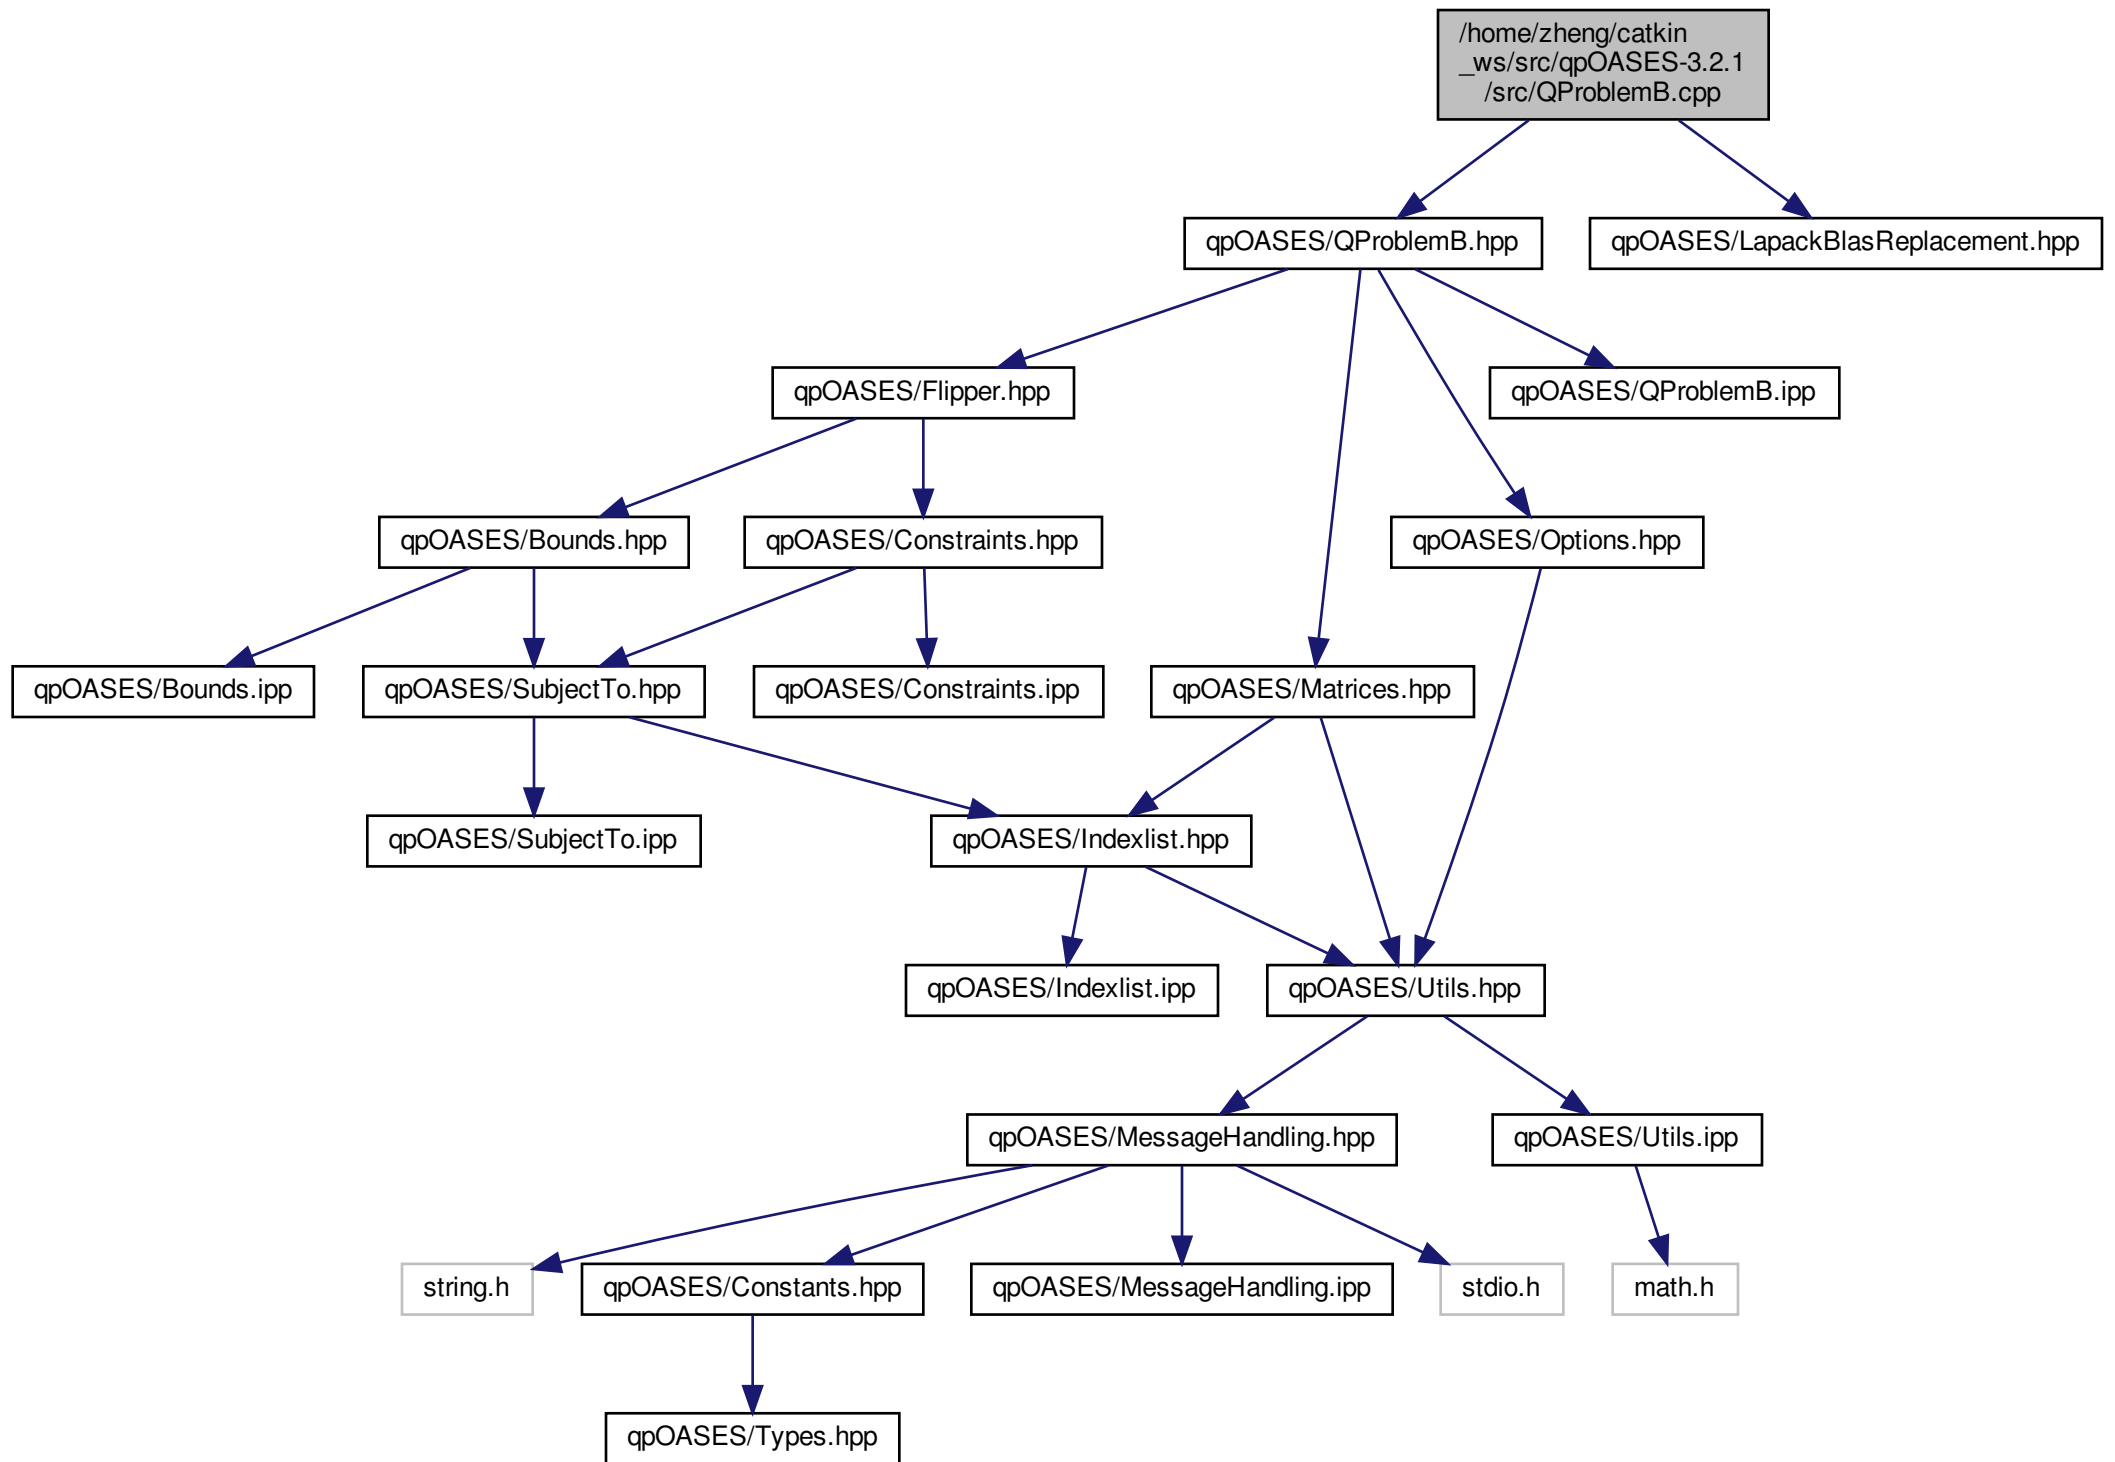 /home/zheng/catkin
_ws/src/qpOASES-3.2.1
/src/QProblemB.cpp
qpOASES/QProblemB.hpp
qpOASES/LapackBlasReplacement.hpp
qpOASES/Flipper.hpp
qpOASES/QProblemB.ipp
qpOASES/Bounds.hpp
qpOASES/Constraints.hpp
qpOASES/Options.hpp
qpOASES/Bounds.ipp
qpOASES/SubjectTo.hpp
qpOASES/Constraints.ipp
qpOASES/Matrices.hpp
qpOASES/SubjectTo.ipp
qpOASES/Indexlist.hpp
qpOASES/Indexlist.ipp
qpOASES/Utils.hpp
qpOASES/MessageHandling.hpp
qpOASES/Utils.ipp
string.h
qpOASES/Constants.hpp
qpOASES/MessageHandling.ipp
stdio.h
math.h
qpOASES/Types.hpp